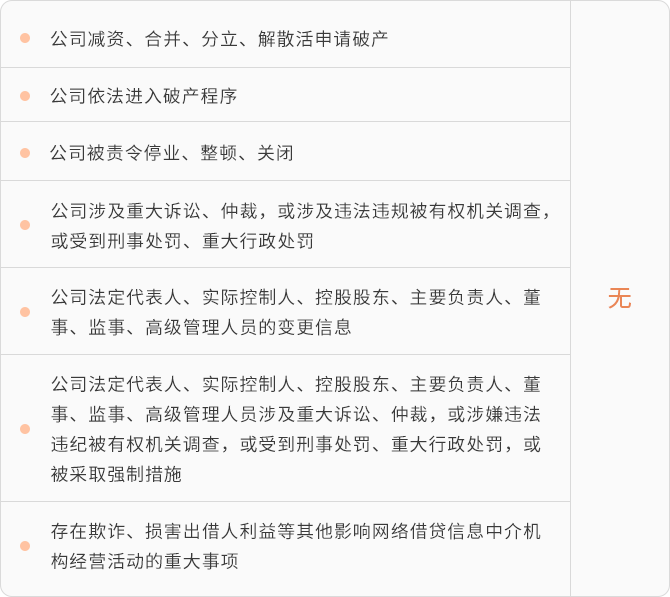 公司减资、合并、分立、解散活申请破产
公司依法进入破产程序
公司被责令停业、整顿、关闭
公司涉及重大诉讼、仲裁，或涉及违法违规被有权机关调查，
或受到刑事处罚、重大行政处罚
公司法定代表人、实际控制人、控股股东、主要负责人、董
事、监事、高级管理人员的变更信息
公司法定代表人、实际控制人、控股股东、主要负责人、董
事、监事、高级管理人员涉及重大诉讼、仲裁，或涉嫌违法
违纪被有权机关调查，或受到刑事处罚、重大行政处罚，或
被采取强制措施
存在欺诈、损害出借人利益等其他影响网络借贷信息中介机
构经营活动的重大事项
无